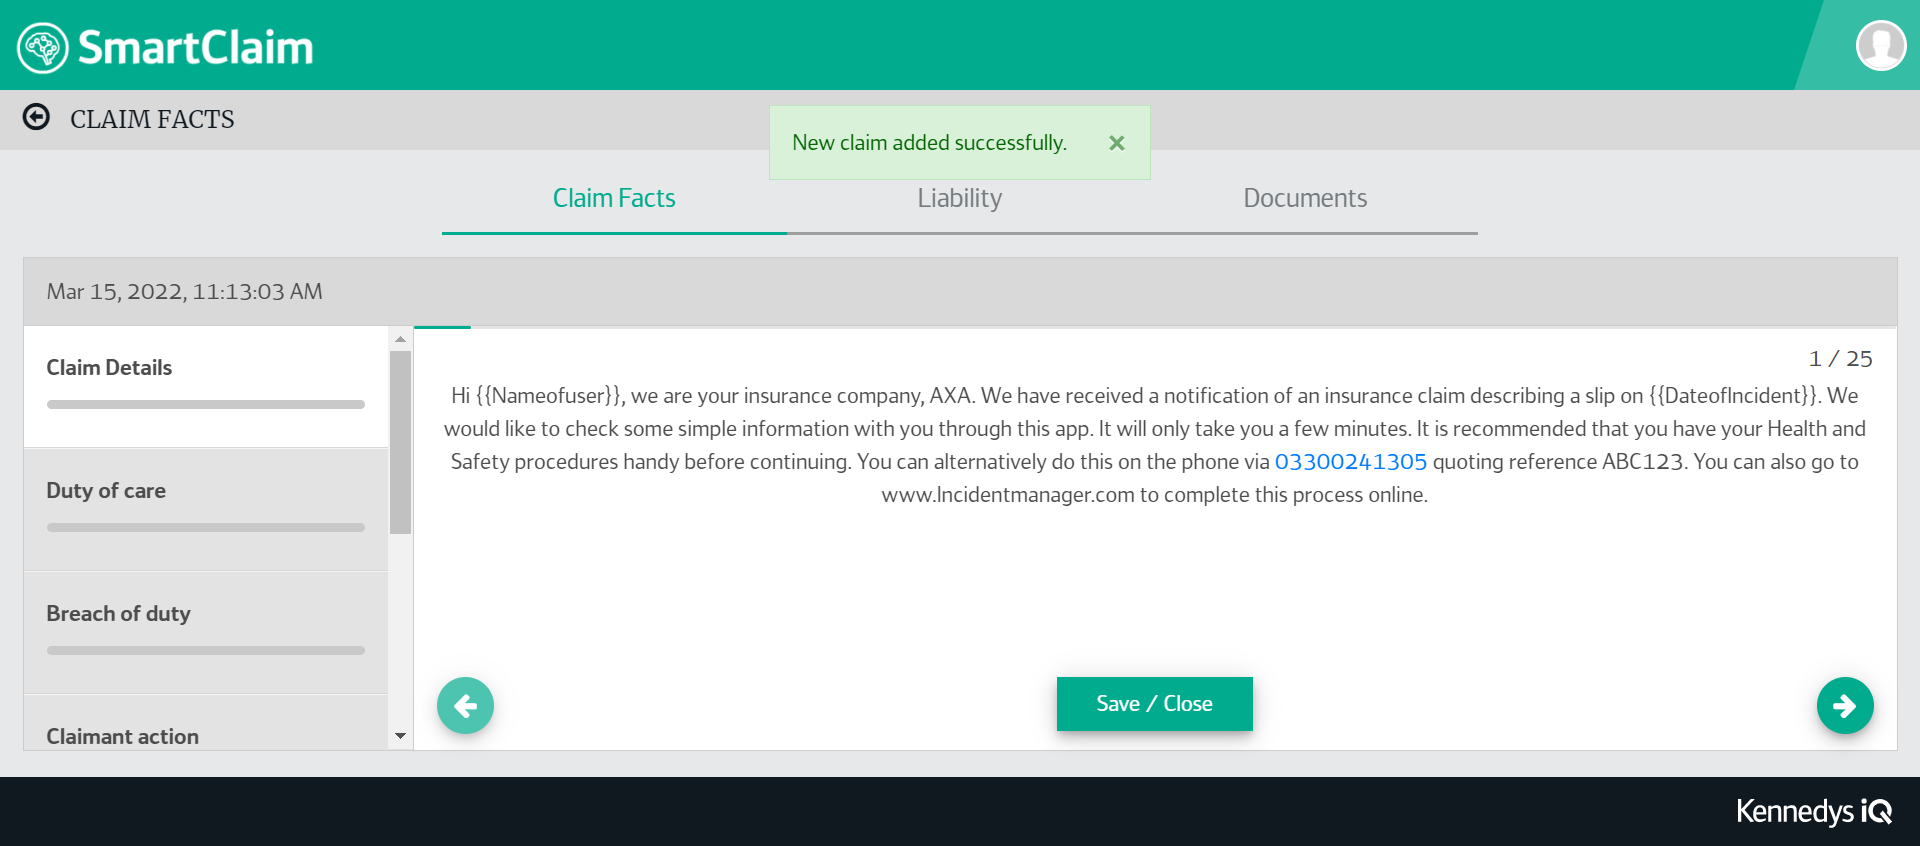 SmartClaim
CLAIM FACTS
New claim added successfully. ×
Claim Facts
Liability
Documents
Mar 15, 2022, 11:13:03 AM
Claim Details
Duty of care
Breach of duty
Claimant action
1 / 25
Hi {{Nameofuser}}, we are your insurance company, AXA. We have received a notification of an insurance claim describing a slip on {{DateofIncident}}. We
would like to check some simple information with you through this app. It will only take you a few minutes. It is recommended that you have your Health and
Safety procedures handy before continuing. You can alternatively do this on the phone via 03300241305 quoting reference ABC123. You can also go to
www.Incidentmanager.com to complete this process online.
Save / Close
Kennedys iQ